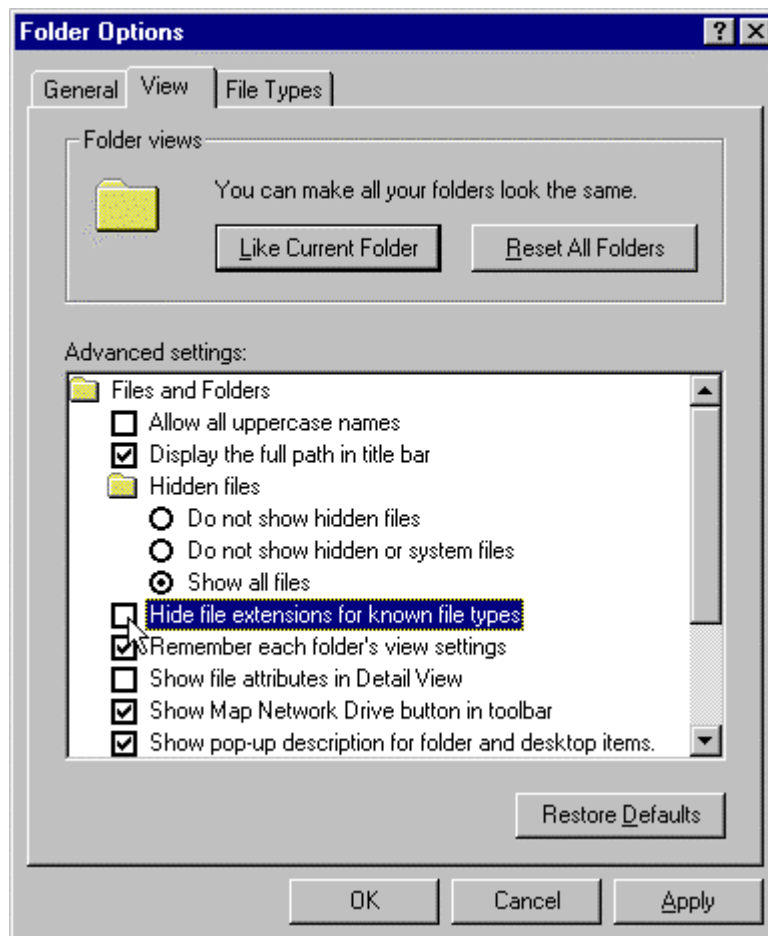 Folder Options
General View File Types
Folder views
You can make all your folders look the same.
Like Current Folder Reset All Folders
Advanced settings:
Files and Folders
Allow all uppercase names
Display the full path in title bar
Hidden files
Do not show hidden files
Do not show hidden or system files
Show all files
Hide file extensions for known file types
Remember each folder's view settings
Show file attributes in Detail View
Show Map Network Drive button in toolbar
Show pop-up description for folder and desktop items.
Restore Defaults
OK Cancel Apply